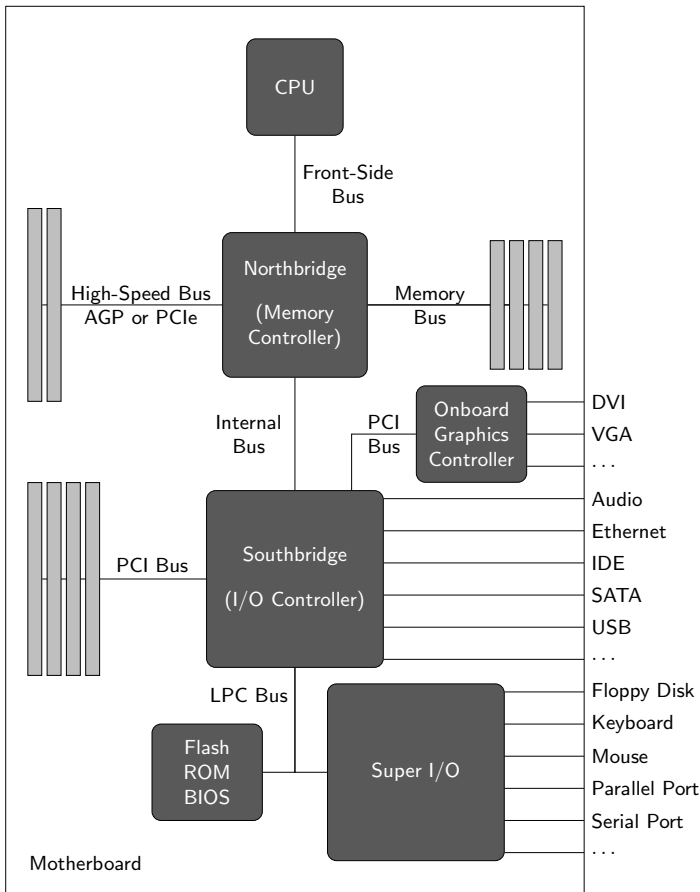 CPU
Front-Side
Bus
Northbridge
(Memory
Controller)
High-Speed Bus
AGP or PCIe
Memory
Bus
Internal
Bus
PCI
Bus
Onboard
Graphics
Controller
DVI
VGA
. . .
Southbridge
(I/O Controller)
PCI Bus
Audio
Ethernet
IDE
SATA
USB
. . .
LPC Bus
Flash
ROM
BIOS
Super I/O
Floppy Disk
Keyboard
Mouse
Parallel Port
Serial Port
. . .
Motherboard